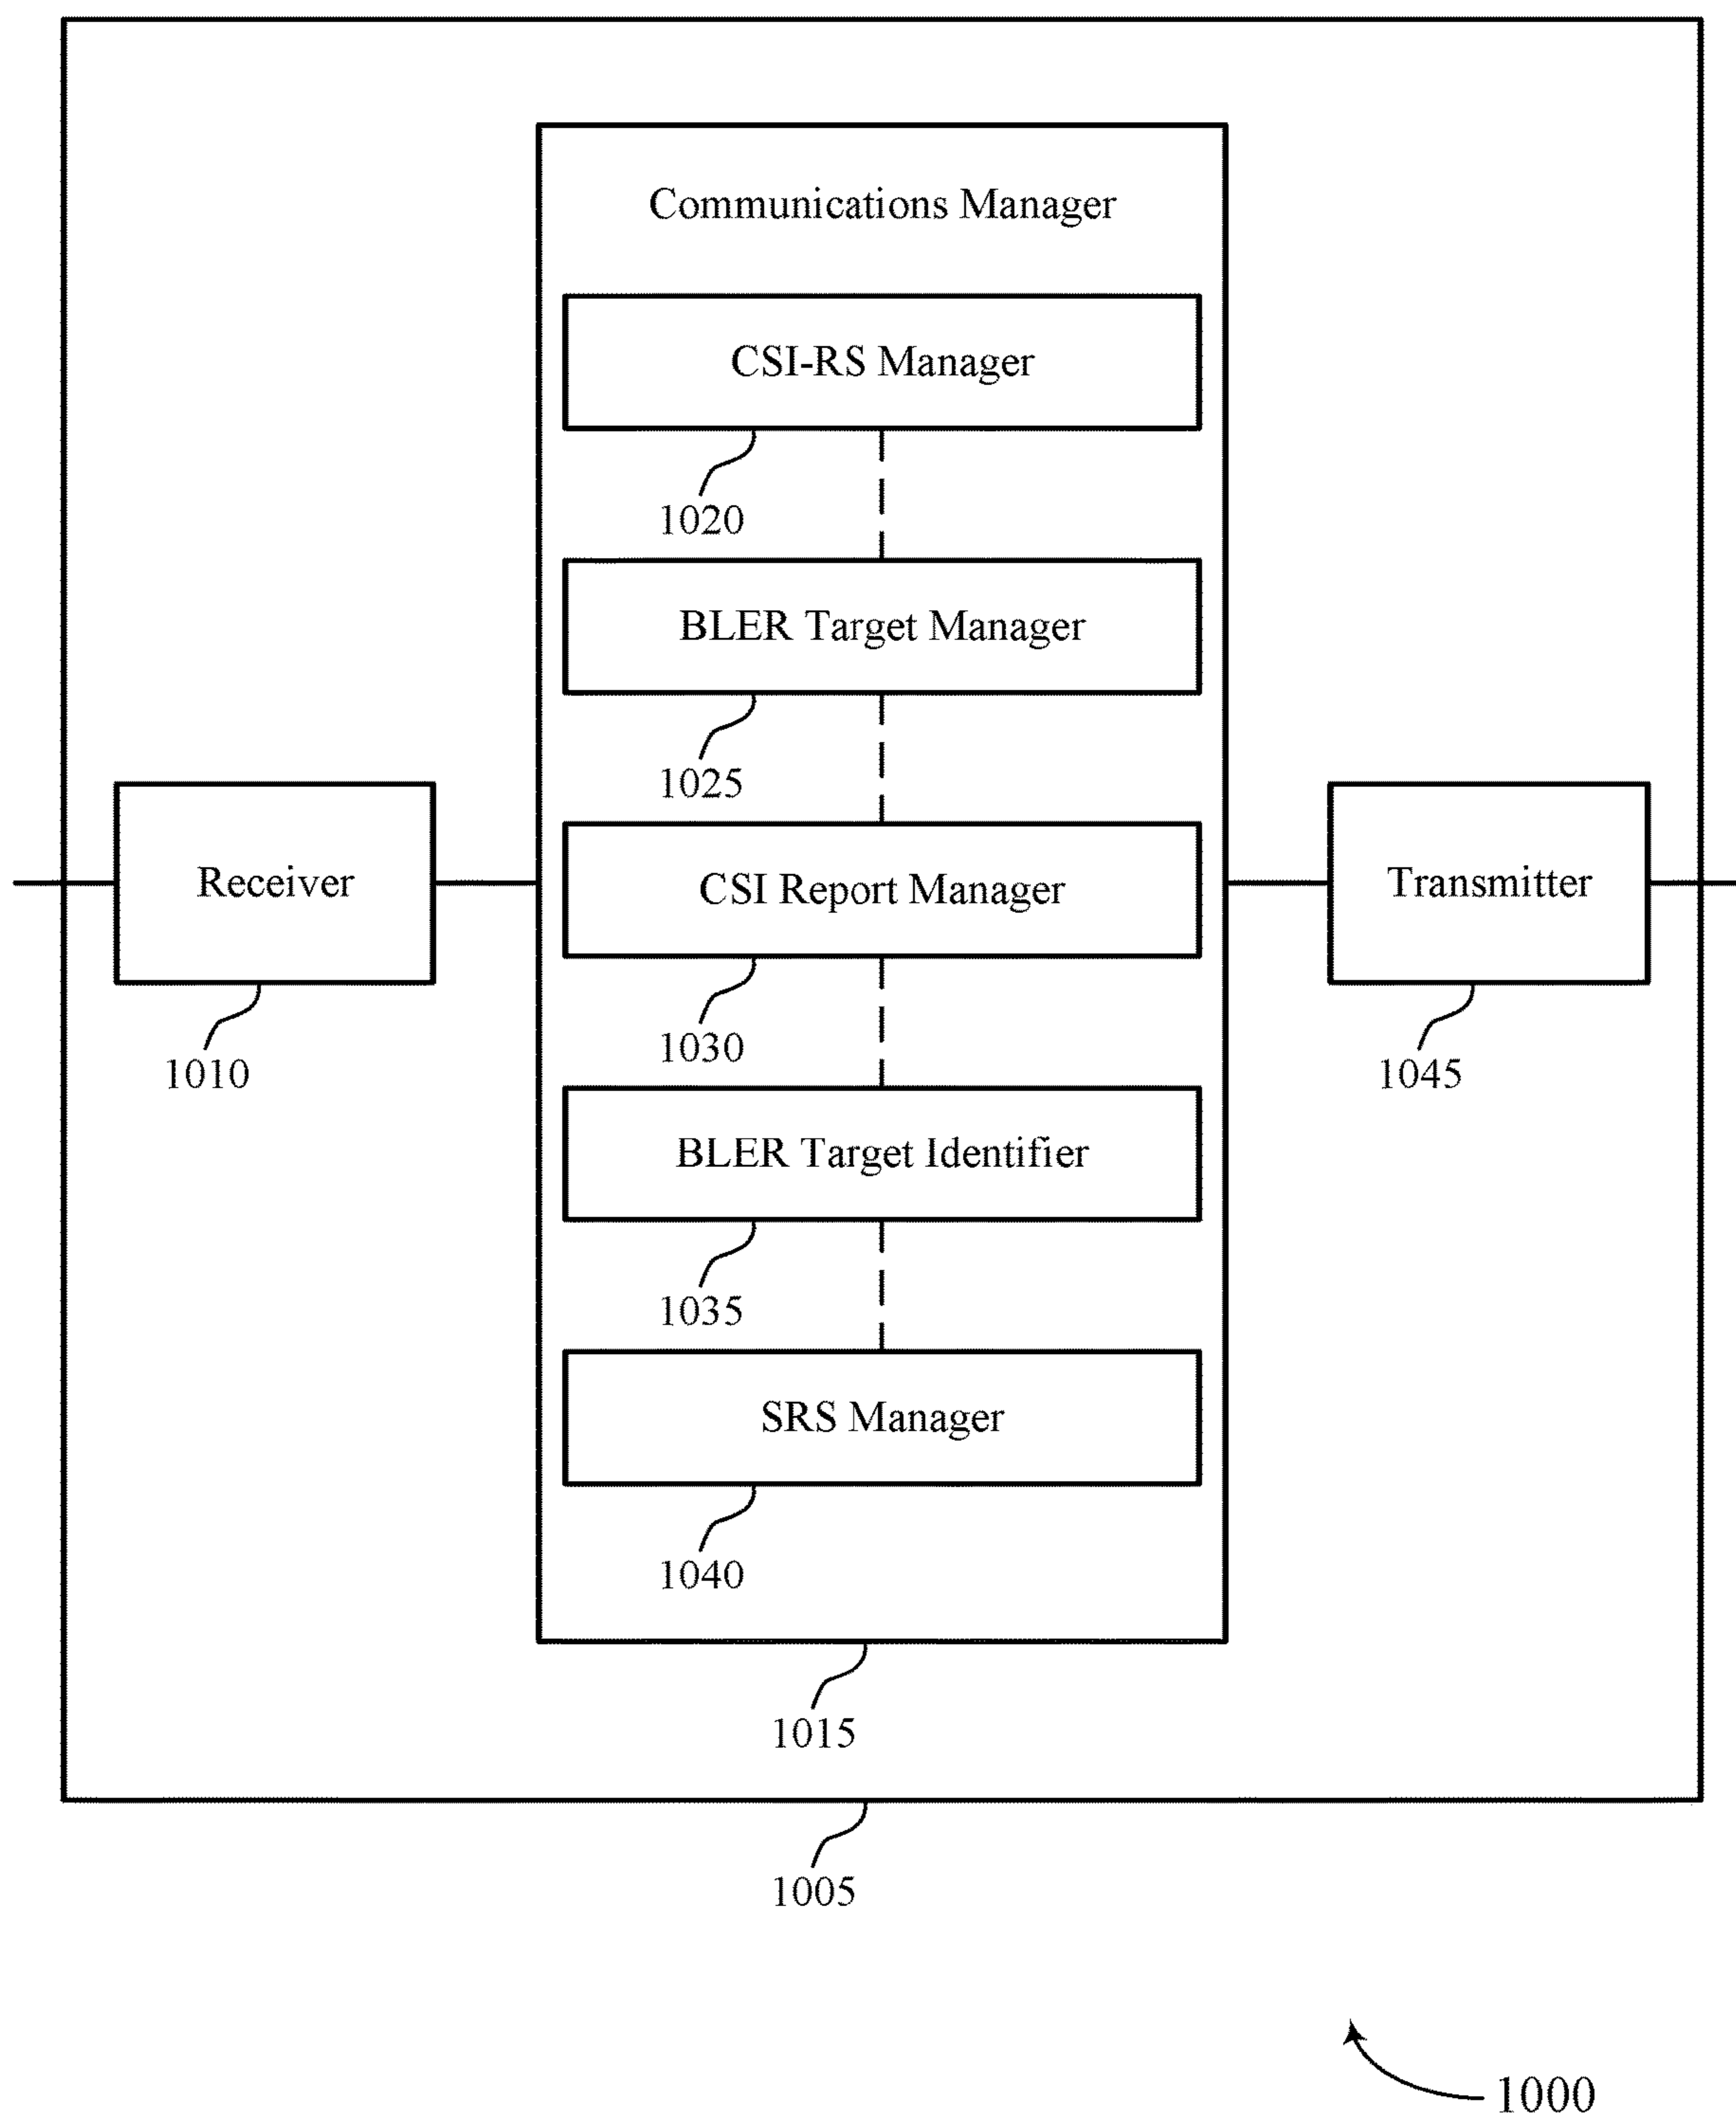 Communications Manager
CSI-RS Manager
1020
BLER Target Manager
1025
Receiver
CSI Report Manager
Transmitter
1010
1030
1045
BLER Target Identifier
1035
SRS Manager
1040
1015
1005
1000